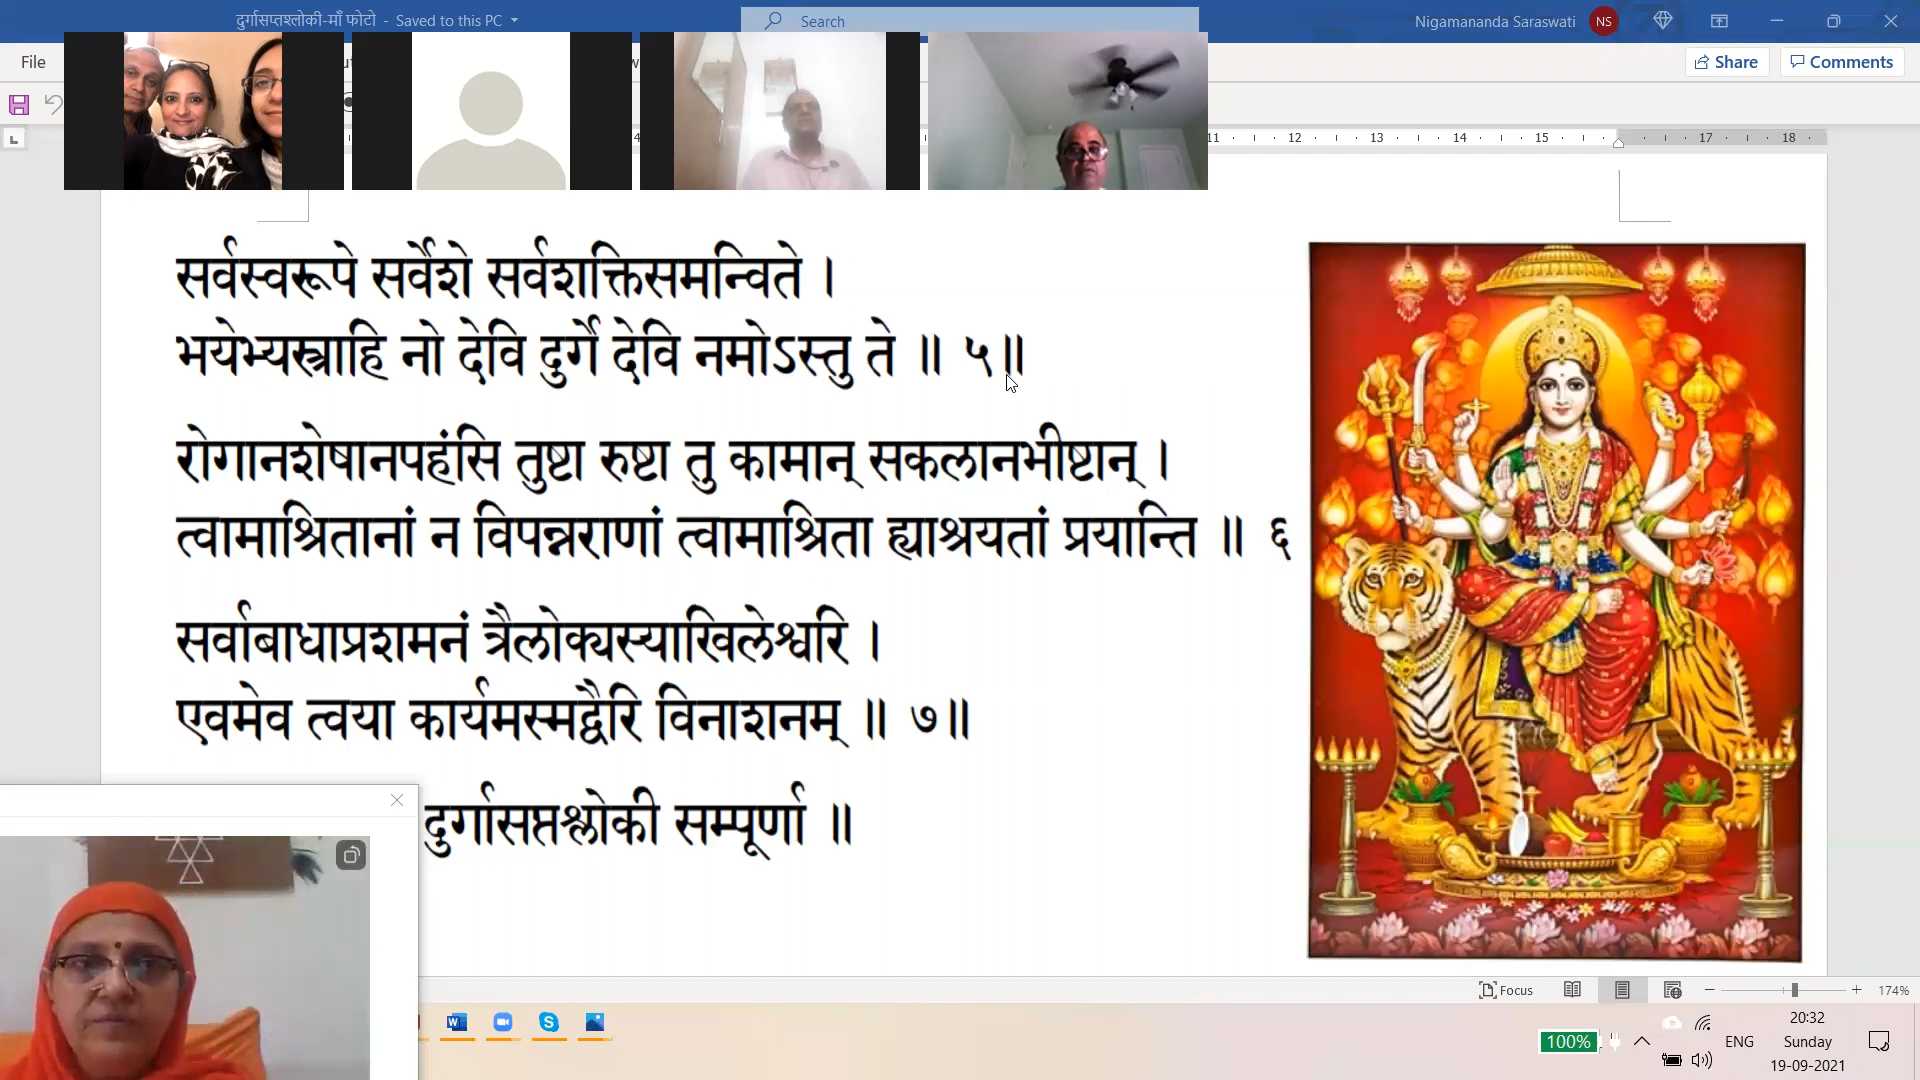 दुर्गासप्तश्लोकी-माँ फोटो - Saved to this PC
Search
Nigamananda Saraswati NS
File
Share
Comments
11 12 13 14 15 17 18
सर्वस्वरूपे सर्वेशे सर्वशक्तिसमन्विते ।
भयेभ्यस्त्राहि नो देवि दुर्गे देवि नमोऽस्तु ते ॥ ५॥
रोगानशेषानपहंसि तुष्टा रुष्टा तु कामान् सकलानभीष्टान् ।
त्वामाश्रितानां न विपन्नराणां त्वामाश्रिता ह्याश्रयतां प्रयान्ति ॥ ६
सर्वाबाधाप्रशमनं त्रैलोक्यस्याखिलेश्वरि ।
एवमेव त्वया कार्यमस्मद्वैरि विनाशनम् ॥ ७॥
दुर्गासप्तश्लोकी सम्पूर्णा ॥
Focus
174%
100%
ENG
20:32
Sunday
19-09-2021